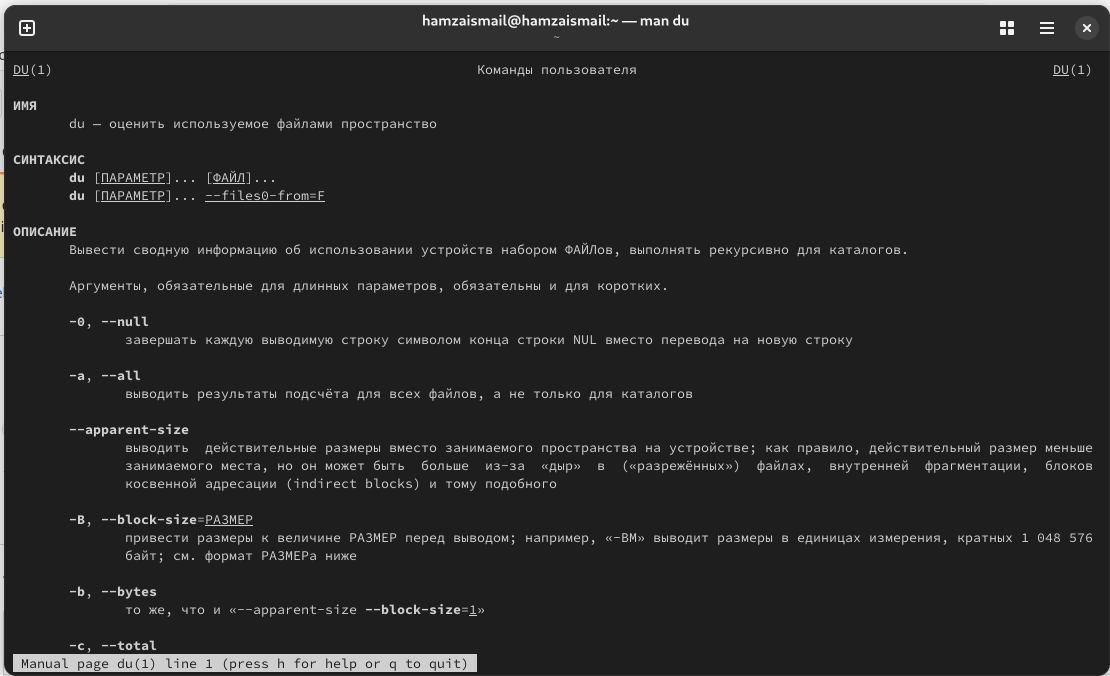 hamzaismail@hamzaismail:~ — man du
~
DU(1) Команды пользователя DU(1)
ИМЯ
du — оценить используемое файлами пространство
СИНТАКСИС
du [ПАРАМЕТР]... [ФАЙЛ]...
du [ПАРАМЕТР]... --files0-from=F
ОПИСАНИЕ
Вывести сводную информацию об использовании устройств набором ФАЙЛов, выполнять рекурсивно для каталогов.
Аргументы, обязательные для длинных параметров, обязательны и для коротких.
-0, --null
завершать каждую выводимую строку символом конца строки NUL вместо перевода на новую строку
-a, --all
выводить результаты подсчёта для всех файлов, а не только для каталогов
--apparent-size
выводить действительные размеры вместо занимаемого пространства на устройстве; как правило, действительный размер меньше
занимаемого места, но он может быть больше из-за «дыр» в («разрежённых») файлах, внутренней фрагментации, блоков
косвенной адресации (indirect blocks) и тому подобного
-B, --block-size=РАЗМЕР
привести размеры к величине РАЗМЕР перед выводом; например, «-BM» выводит размеры в единицах измерения, кратных 1 048 576
байт; см. формат РАЗМЕРа ниже
-b, --bytes
то же, что и «--apparent-size --block-size=1»
-c, --total
Manual page du(1) line 1 (press h for help or q to quit)